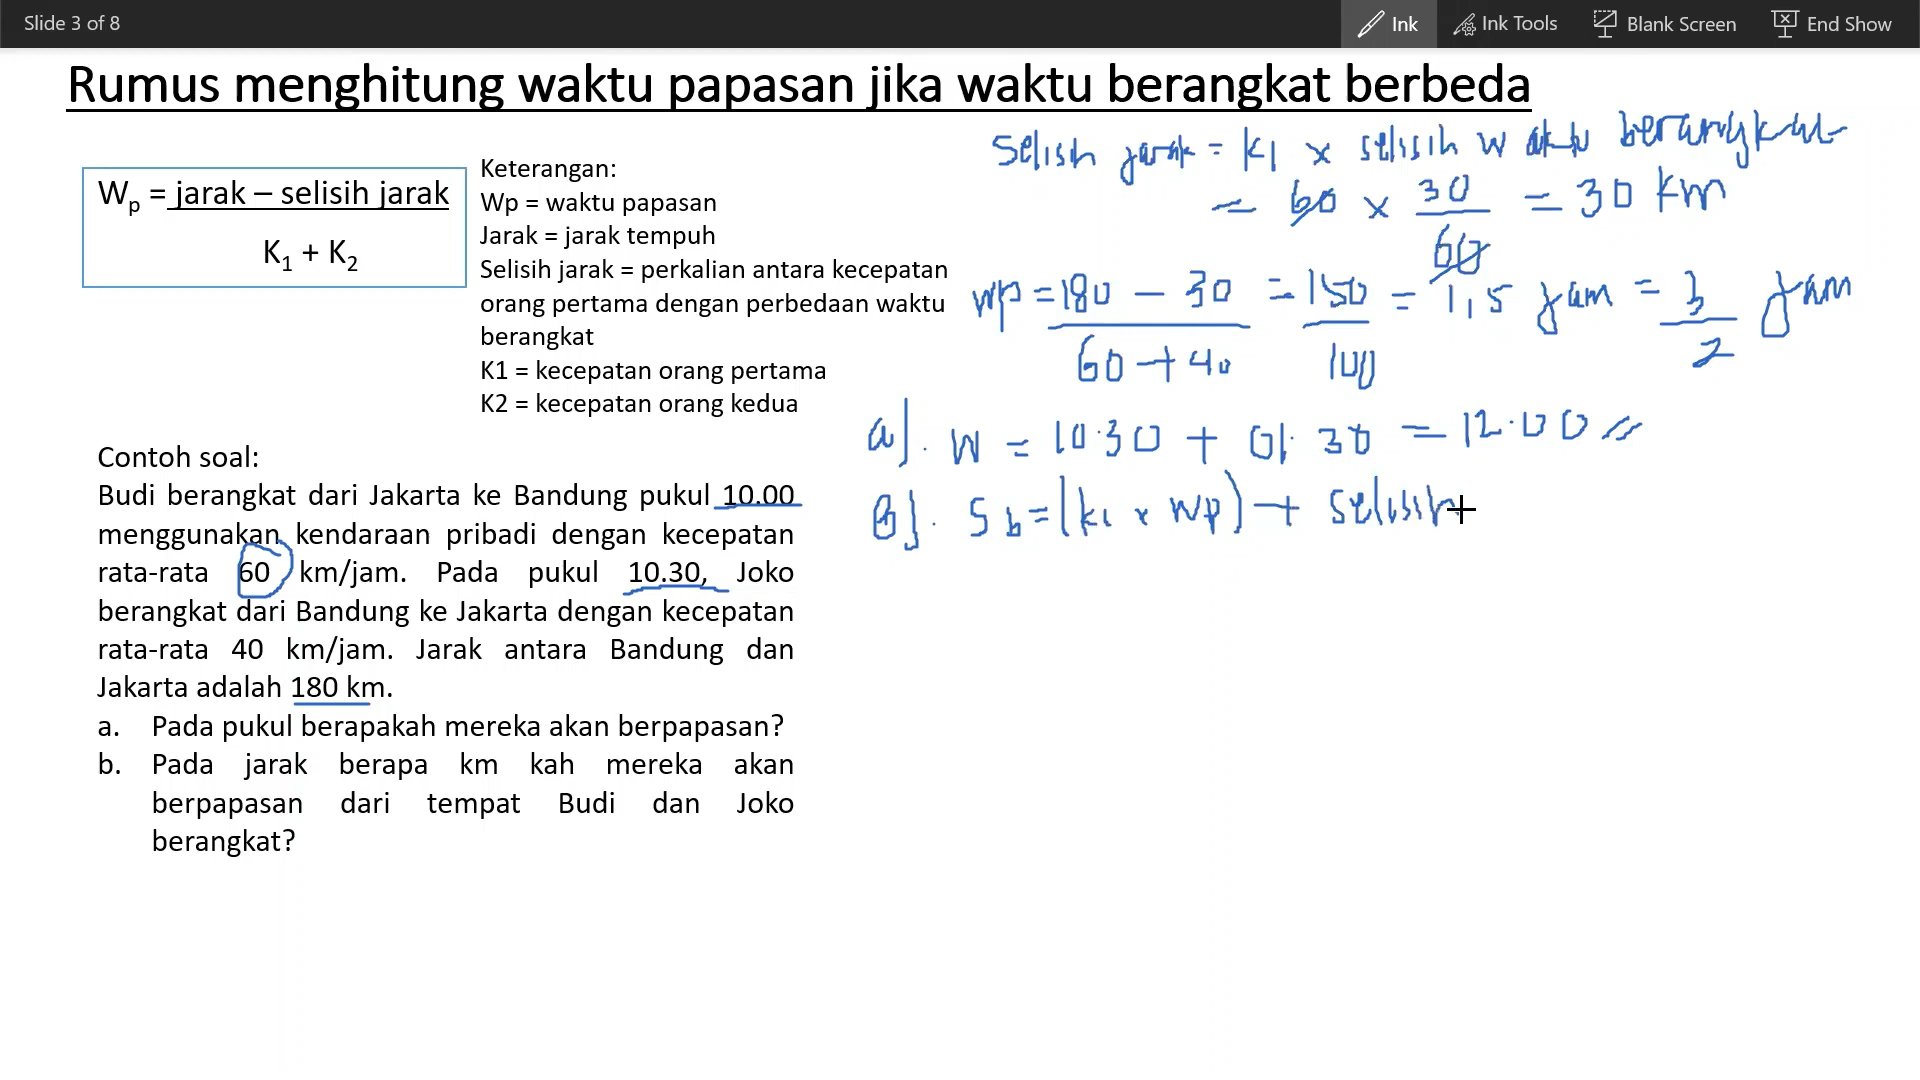 Slide 3 of 8
Ink
Ink Tools
Blank Screen
End Show
Rumus menghitung waktu papasan jika waktu berangkat berbeda
Wp = jarak – selisih jarak
K1 + K2
Keterangan:
Wp = waktu papasan
Jarak = jarak tempuh
Selisih jarak = perkalian antara kecepatan
orang pertama dengan perbedaan waktu
berangkat
K1 = kecepatan orang pertama
K2 = kecepatan orang kedua
Contoh soal:
Budi berangkat dari Jakarta ke Bandung pukul 10.00
menggunakan kendaraan pribadi dengan kecepatan
rata-rata 60 km/jam. Pada pukul 10.30, Joko
berangkat dari Bandung ke Jakarta dengan kecepatan
rata-rata 40 km/jam. Jarak antara Bandung dan
Jakarta adalah 180 km.
a. Pada pukul berapakah mereka akan berpapasan?
b. Pada jarak berapa km kah mereka akan
berpapasan dari tempat Budi dan Joko
berangkat?
Selisih jarak = k1 x selisih waktu berangkat
= 60 x 30 = 30 km
60
wp = 180 - 30 = 150 = 1,5 jam = 3 jam
60 + 40 100 2
a). W = 10.30 + 01.30 = 12.00 //
B). Sb = (k1 x wp) + selisih